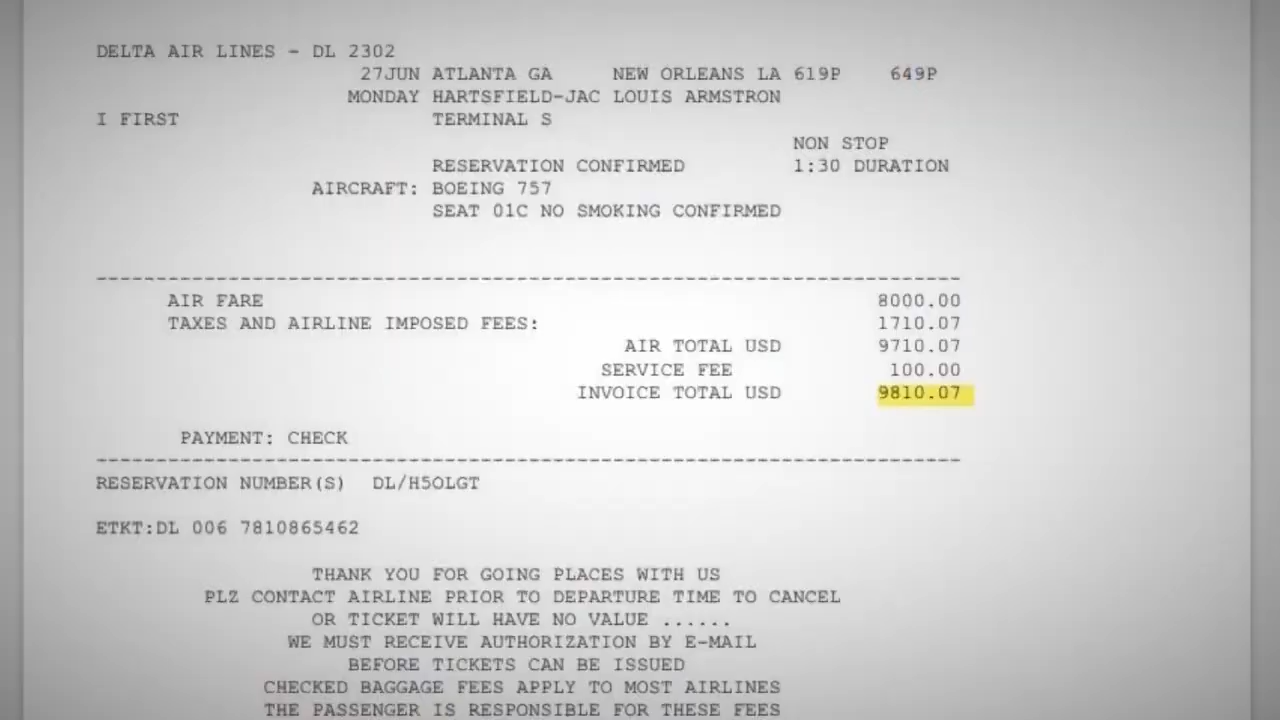 DELTA AIR LINES - DL 2302
27JUN ATLANTA GA NEW ORLEANS LA 619P 649P
MONDAY HARTSFIELD-JAC LOUIS ARMSTRON
I FIRST TERMINAL S
NON STOP
RESERVATION CONFIRMED 1:30 DURATION
AIRCRAFT: BOEING 757
SEAT 01C NO SMOKING CONFIRMED
AIR FARE 8000.00
TAXES AND AIRLINE IMPOSED FEES: 1710.07
AIR TOTAL USD 9710.07
SERVICE FEE 100.00
INVOICE TOTAL USD 9810.07
PAYMENT: CHECK
RESERVATION NUMBER(S) DL/H5OLGT
ETKT:DL 006 7810865462
THANK YOU FOR GOING PLACES WITH US
PLZ CONTACT AIRLINE PRIOR TO DEPARTURE TIME TO CANCEL
OR TICKET WILL HAVE NO VALUE ......
WE MUST RECEIVE AUTHORIZATION BY E-MAIL
BEFORE TICKETS CAN BE ISSUED
CHECKED BAGGAGE FEES APPLY TO MOST AIRLINES
THE PASSENGER IS RESPONSIBLE FOR THESE FEES